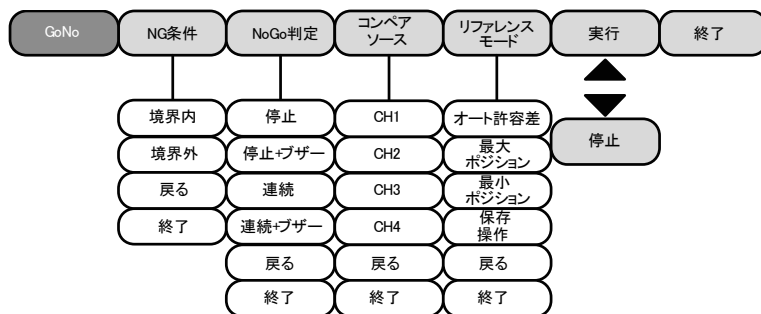 GoNo
NG条件
NoGo判定
コンペア
ソース
リファレンス
モード
実行
終了
境界内
境界外
戻る
終了
停止
停止+ブザー
連続
連続+ブザー
戻る
終了
CH1
CH2
CH3
CH4
戻る
終了
オート許容差
最大
ポジション
最小
ポジション
保存
操作
戻る
終了
停止